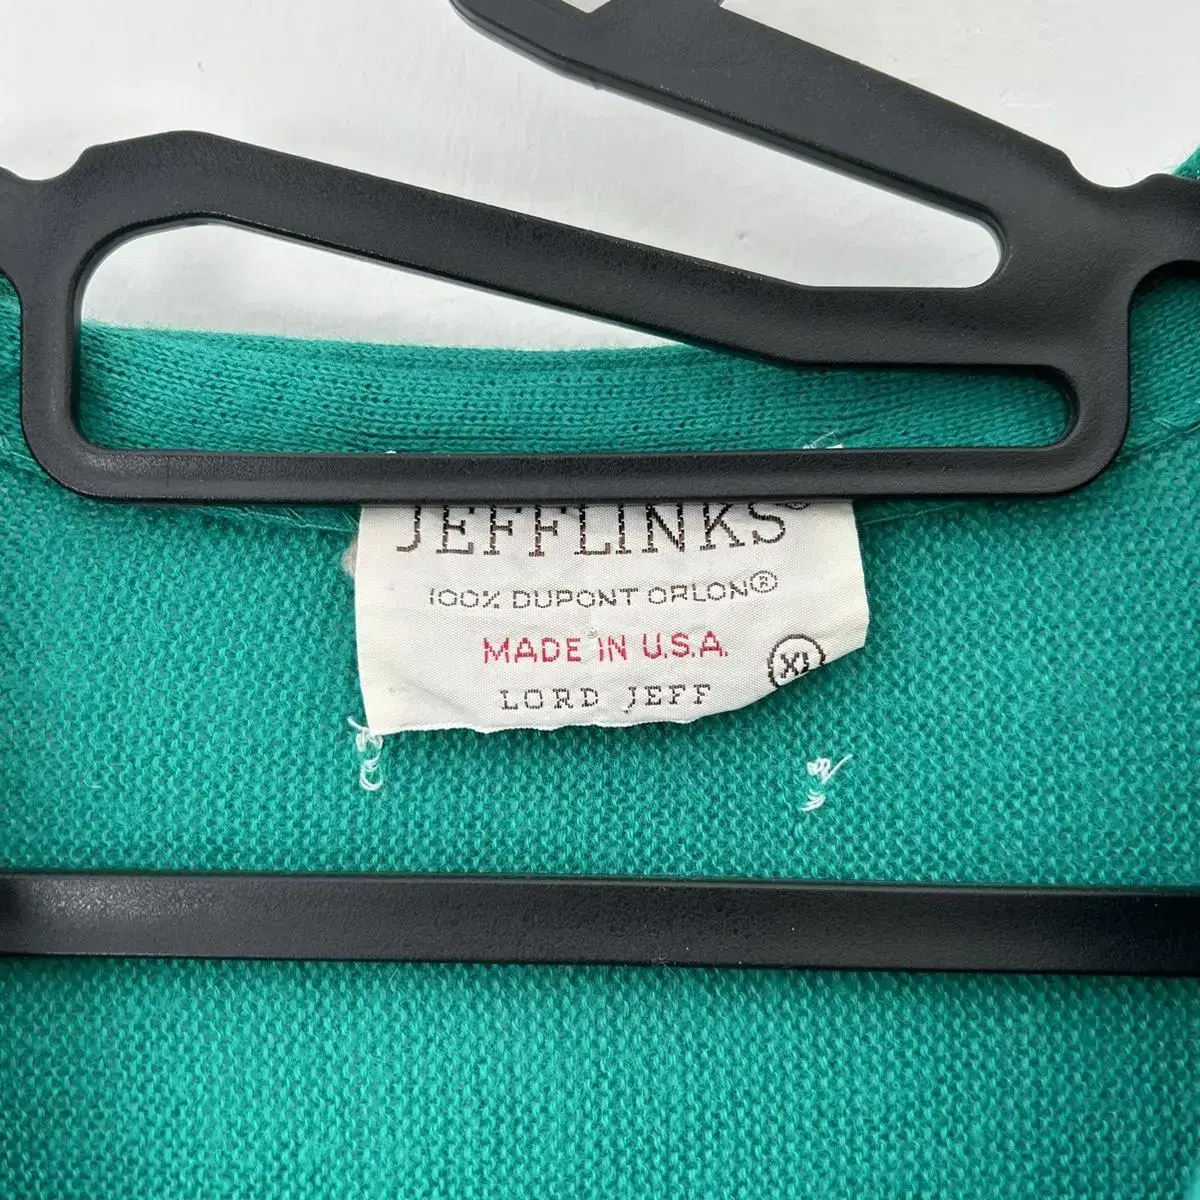 JEFFLINKS®
100% DUPONT ORLON®
MADE IN U.S.A.
XL
LORD JEFF